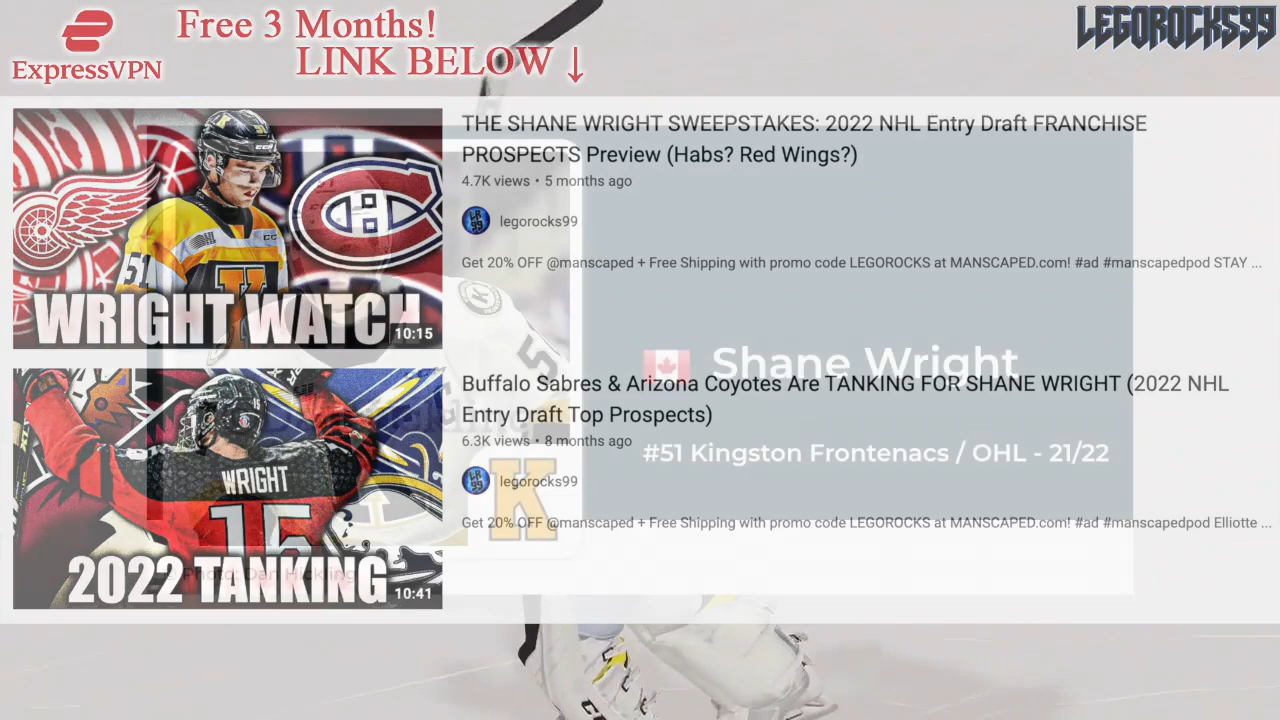 ExpressVPN
Free 3 Months!
LINK BELOW ↓
LEGOROCKS99
THE SHANE WRIGHT SWEEPSTAKES: 2022 NHL Entry Draft FRANCHISE
PROSPECTS Preview (Habs? Red Wings?)
4.7K views • 5 months ago
legorocks99
Get 20% OFF @manscaped + Free Shipping with promo code LEGOROCKS at MANSCAPED.com! #ad #manscapedpod STAY ...
51
WRIGHT WATCH
10:15
Shane Wright
Buffalo Sabres & Arizona Coyotes Are TANKING FOR SHANE WRIGHT (2022 NHL
Entry Draft Top Prospects)
6.3K views • 8 months ago
#51 Kingston Frontenacs / OHL - 21/22
legorocks99
Get 20% OFF @manscaped + Free Shipping with promo code LEGOROCKS at MANSCAPED.com! #ad #manscapedpod Elliotte ...
WRIGHT
15
2022 TANKING
10:41
Photo: Dan Hickling
K